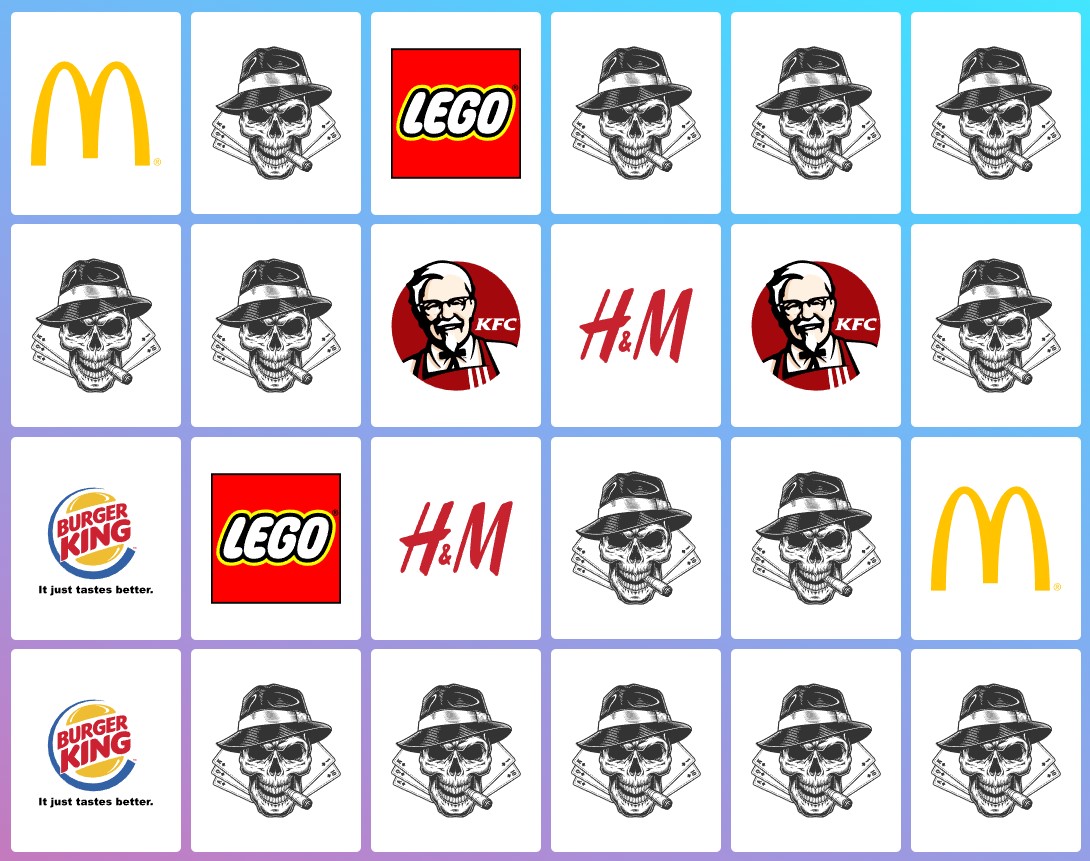 LEGO
KFC
H&M
KFC
BURGER
KING
It just tastes better.
LEGO
H&M
BURGER
KING
It just tastes better.